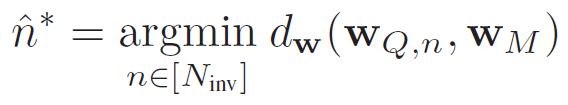 n̂* = argmin d_w(w_{Q,n}, w_M)
n∈[N_inv]